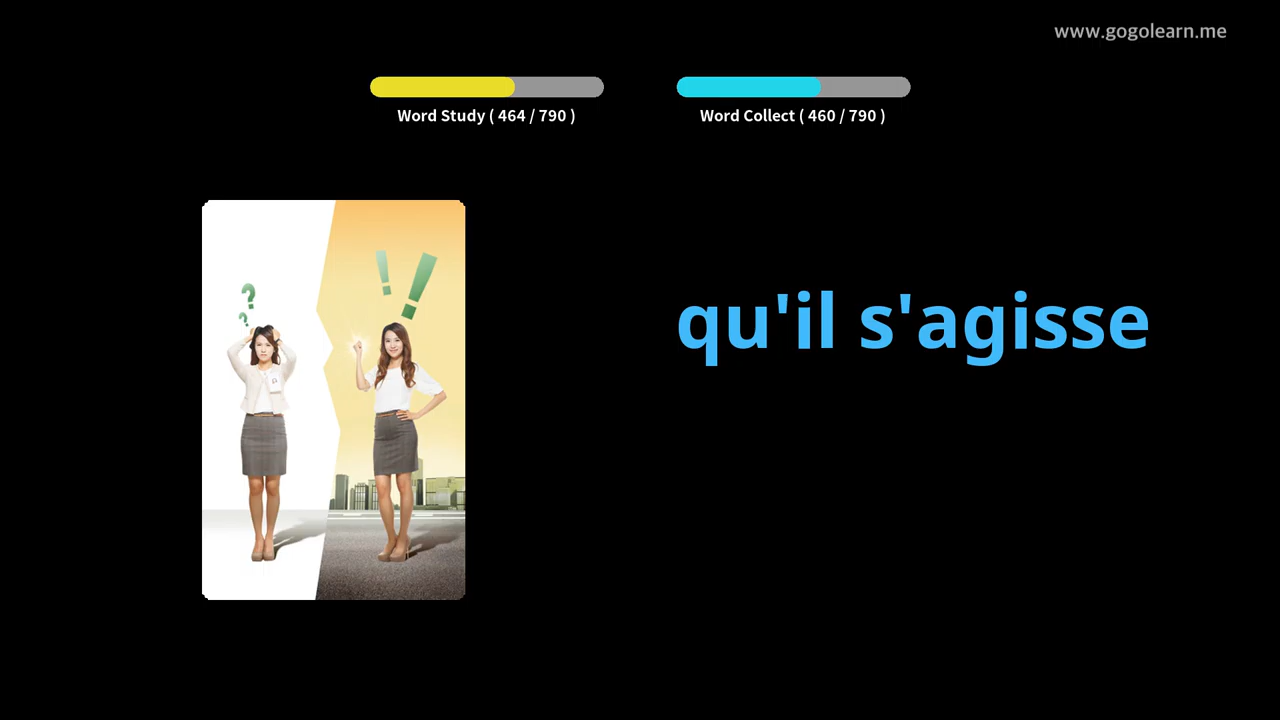 www.gogolearn.me
Word Study ( 464 / 790 )
Word Collect ( 460 / 790 )
? ?
! !
qu'il s'agisse